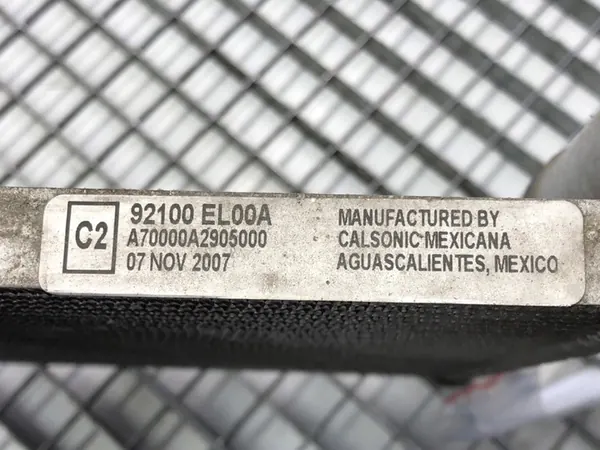 C2
92100 EL00A
A70000A2905000
07 NOV 2007
MANUFACTURED BY
CALSONIC MEXICANA
AGUASCALIENTES, MEXICO